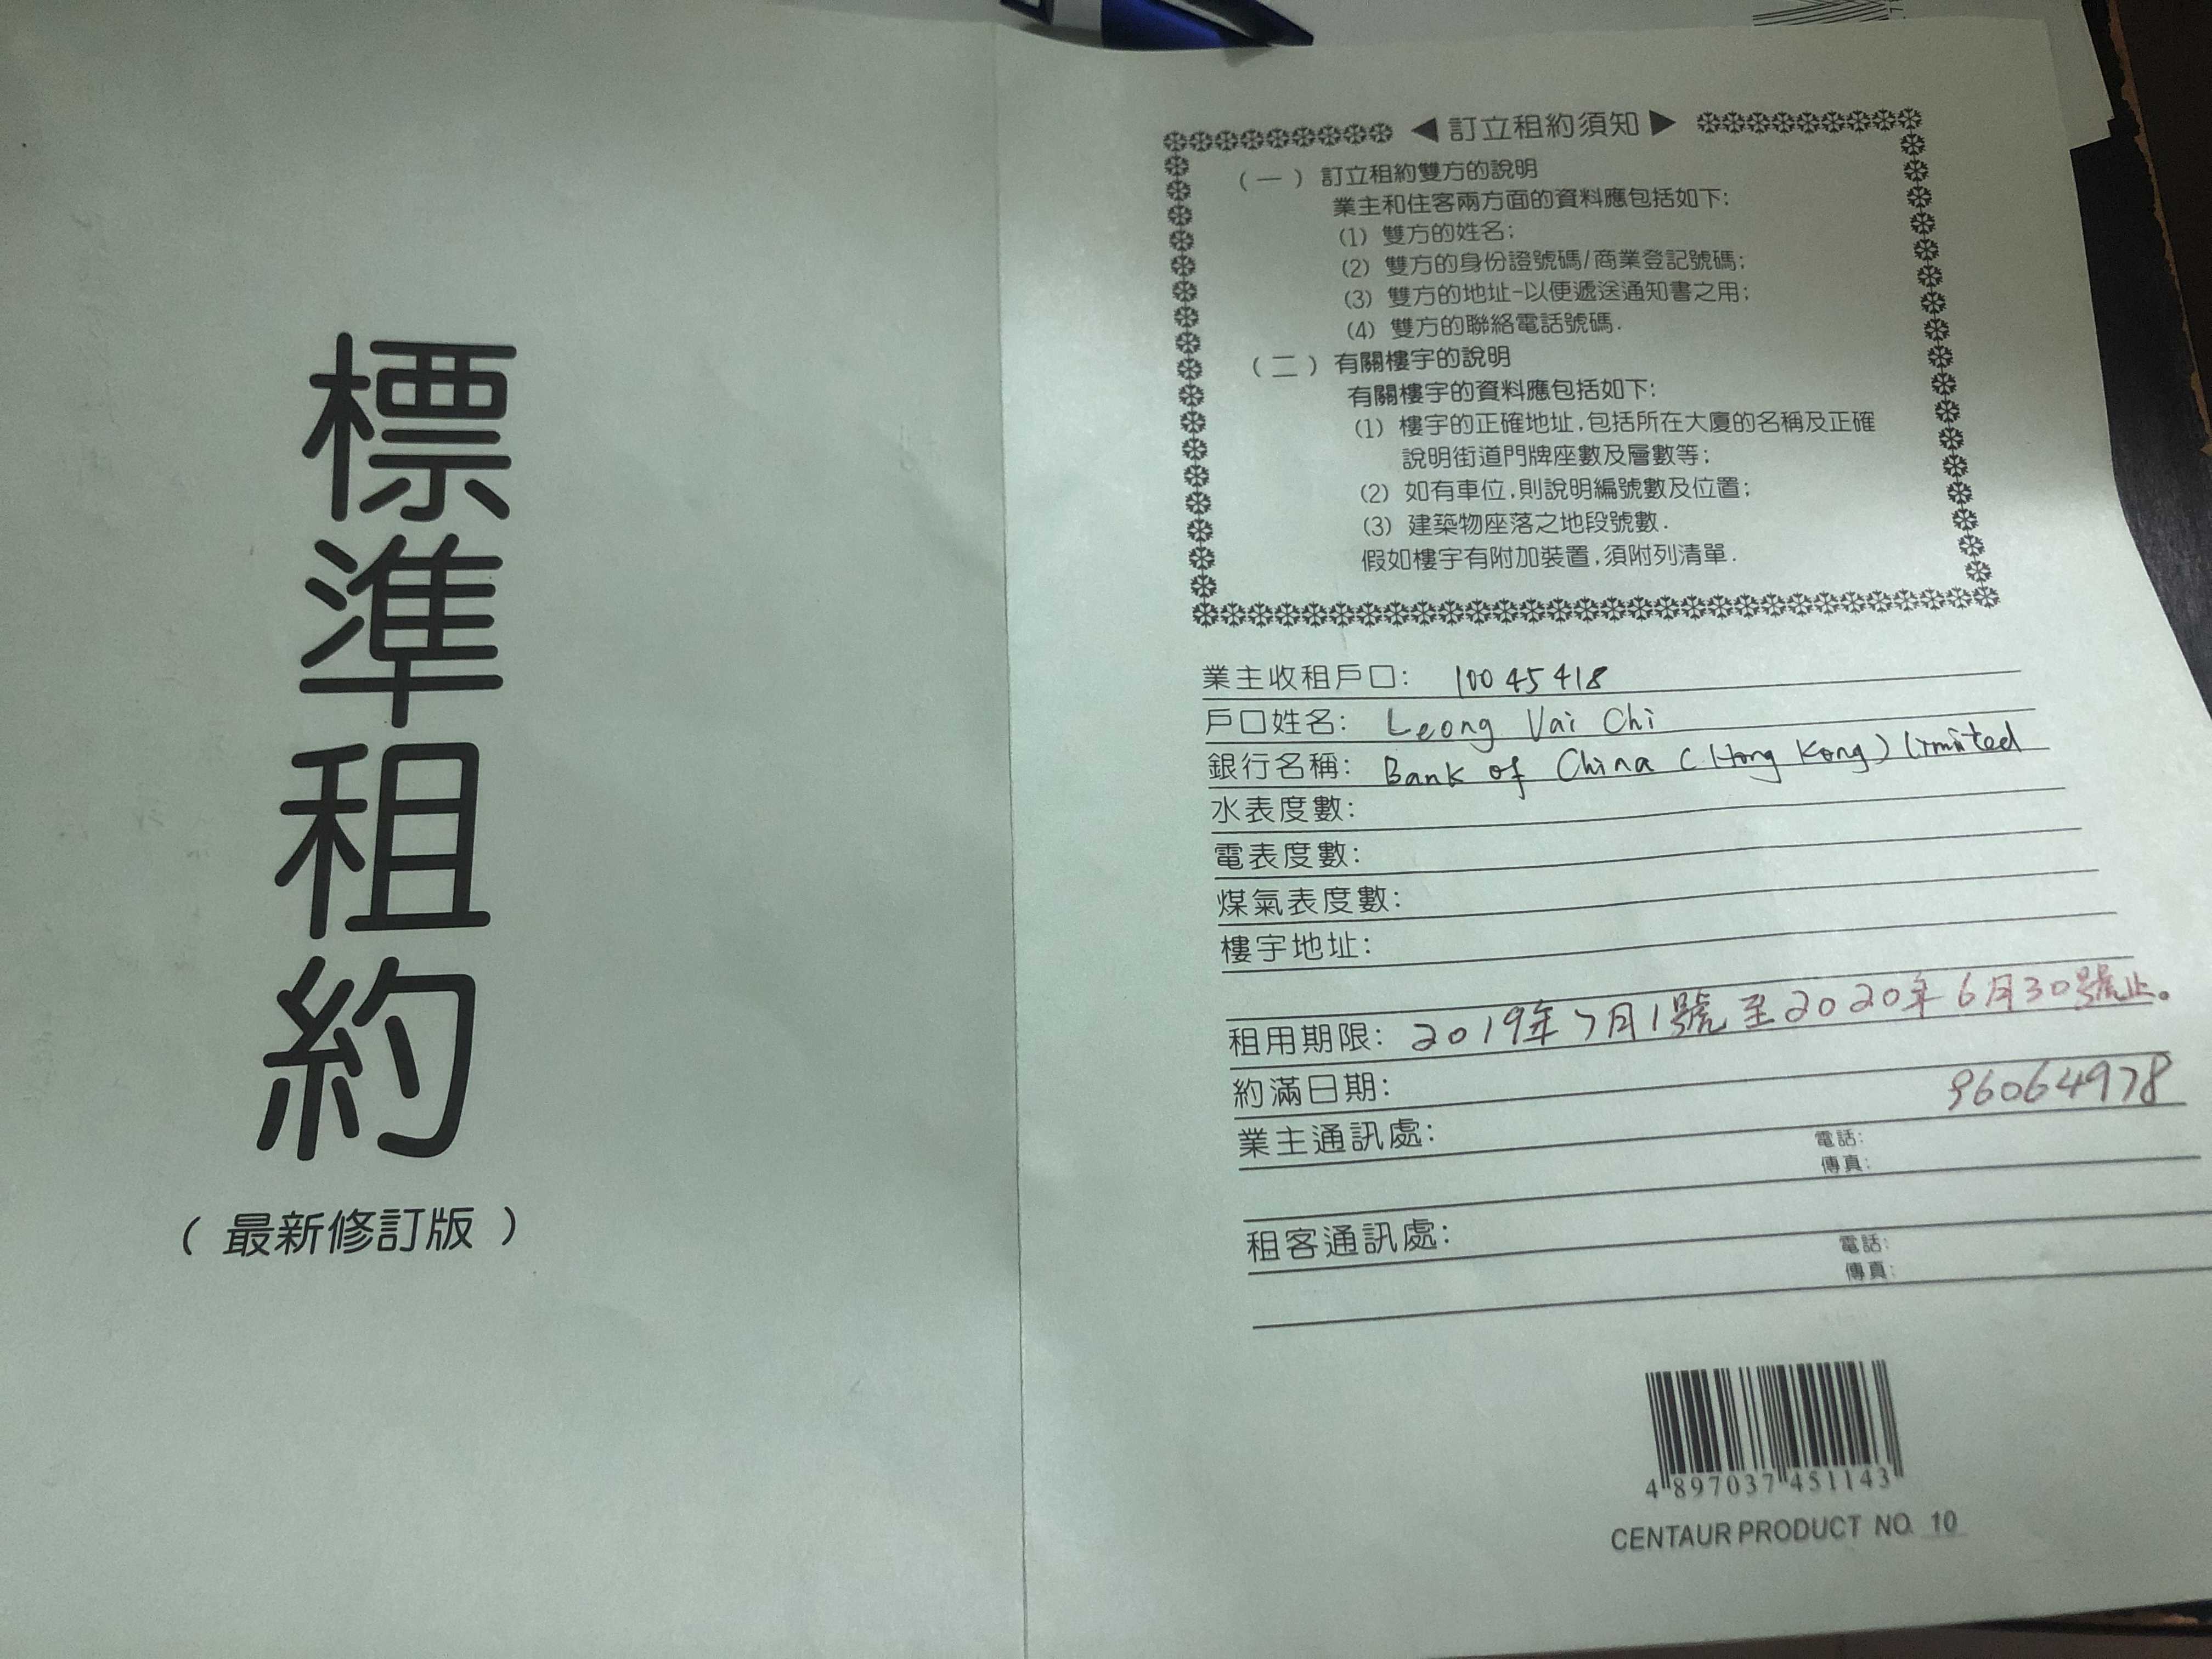 標準租約
（最新修訂版）
◀訂立租約須知▶
（一）訂立租約雙方的說明
業主和住客兩方面的資料應包括如下:
(1) 雙方的姓名;
(2) 雙方的身份證號碼/商業登記號碼;
(3) 雙方的地址-以便遞送通知書之用;
(4) 雙方的聯絡電話號碼.
（二）有關樓宇的說明
有關樓宇的資料應包括如下:
(1) 樓宇的正確地址,包括所在大廈的名稱及正確
說明街道門牌座數及層數等;
(2) 如有車位,則說明編號數及位置;
(3) 建築物座落之地段號數.
假如樓宇有附加裝置,須附列清單.
業主收租戶口: 10045418
戶口姓名: Leong Vai Chi
銀行名稱: Bank of China (Hong Kong) Limited
水表度數:
電表度數:
煤氣表度數:
樓宇地址:
租用期限: 2019年7月1號至2020年6月30號止。
約滿日期:
96064978
業主通訊處: 電話:
傳真:
租客通訊處: 電話:
傳真:
4 897037 451143
CENTAUR PRODUCT NO. 10